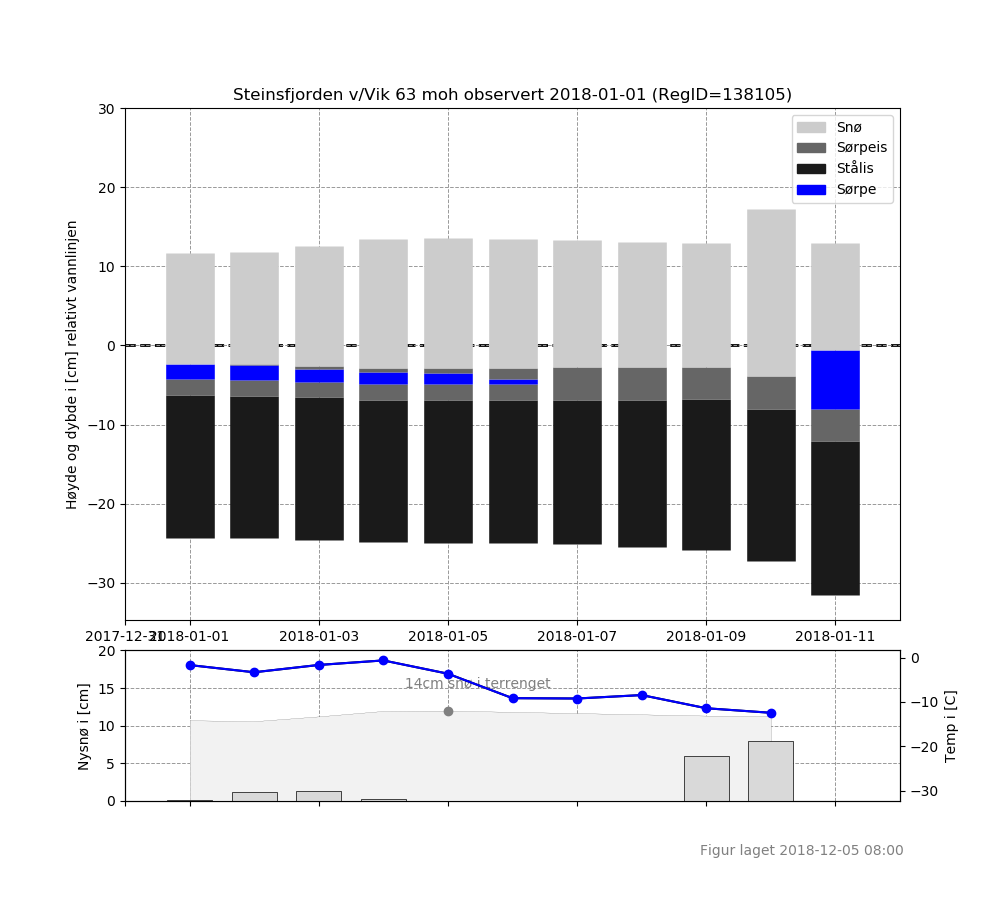 Steinsfjorden v/Vik 63 moh observert 2018-01-01 (RegID=138105)
30
20
10
0
−10
−20
−30
Høyde og dybde i [cm] relativt vannlinjen
Snø
Sørpeis
Stålis
Sørpe
2017-12-31 2018-01-01 2018-01-03 2018-01-05 2018-01-07 2018-01-09 2018-01-11
20
15
10
5
0
Nysnø i [cm]
14cm snø i terrenget
0
−10
−20
−30
Temp i [C]
Figur laget 2018-12-05 08:00